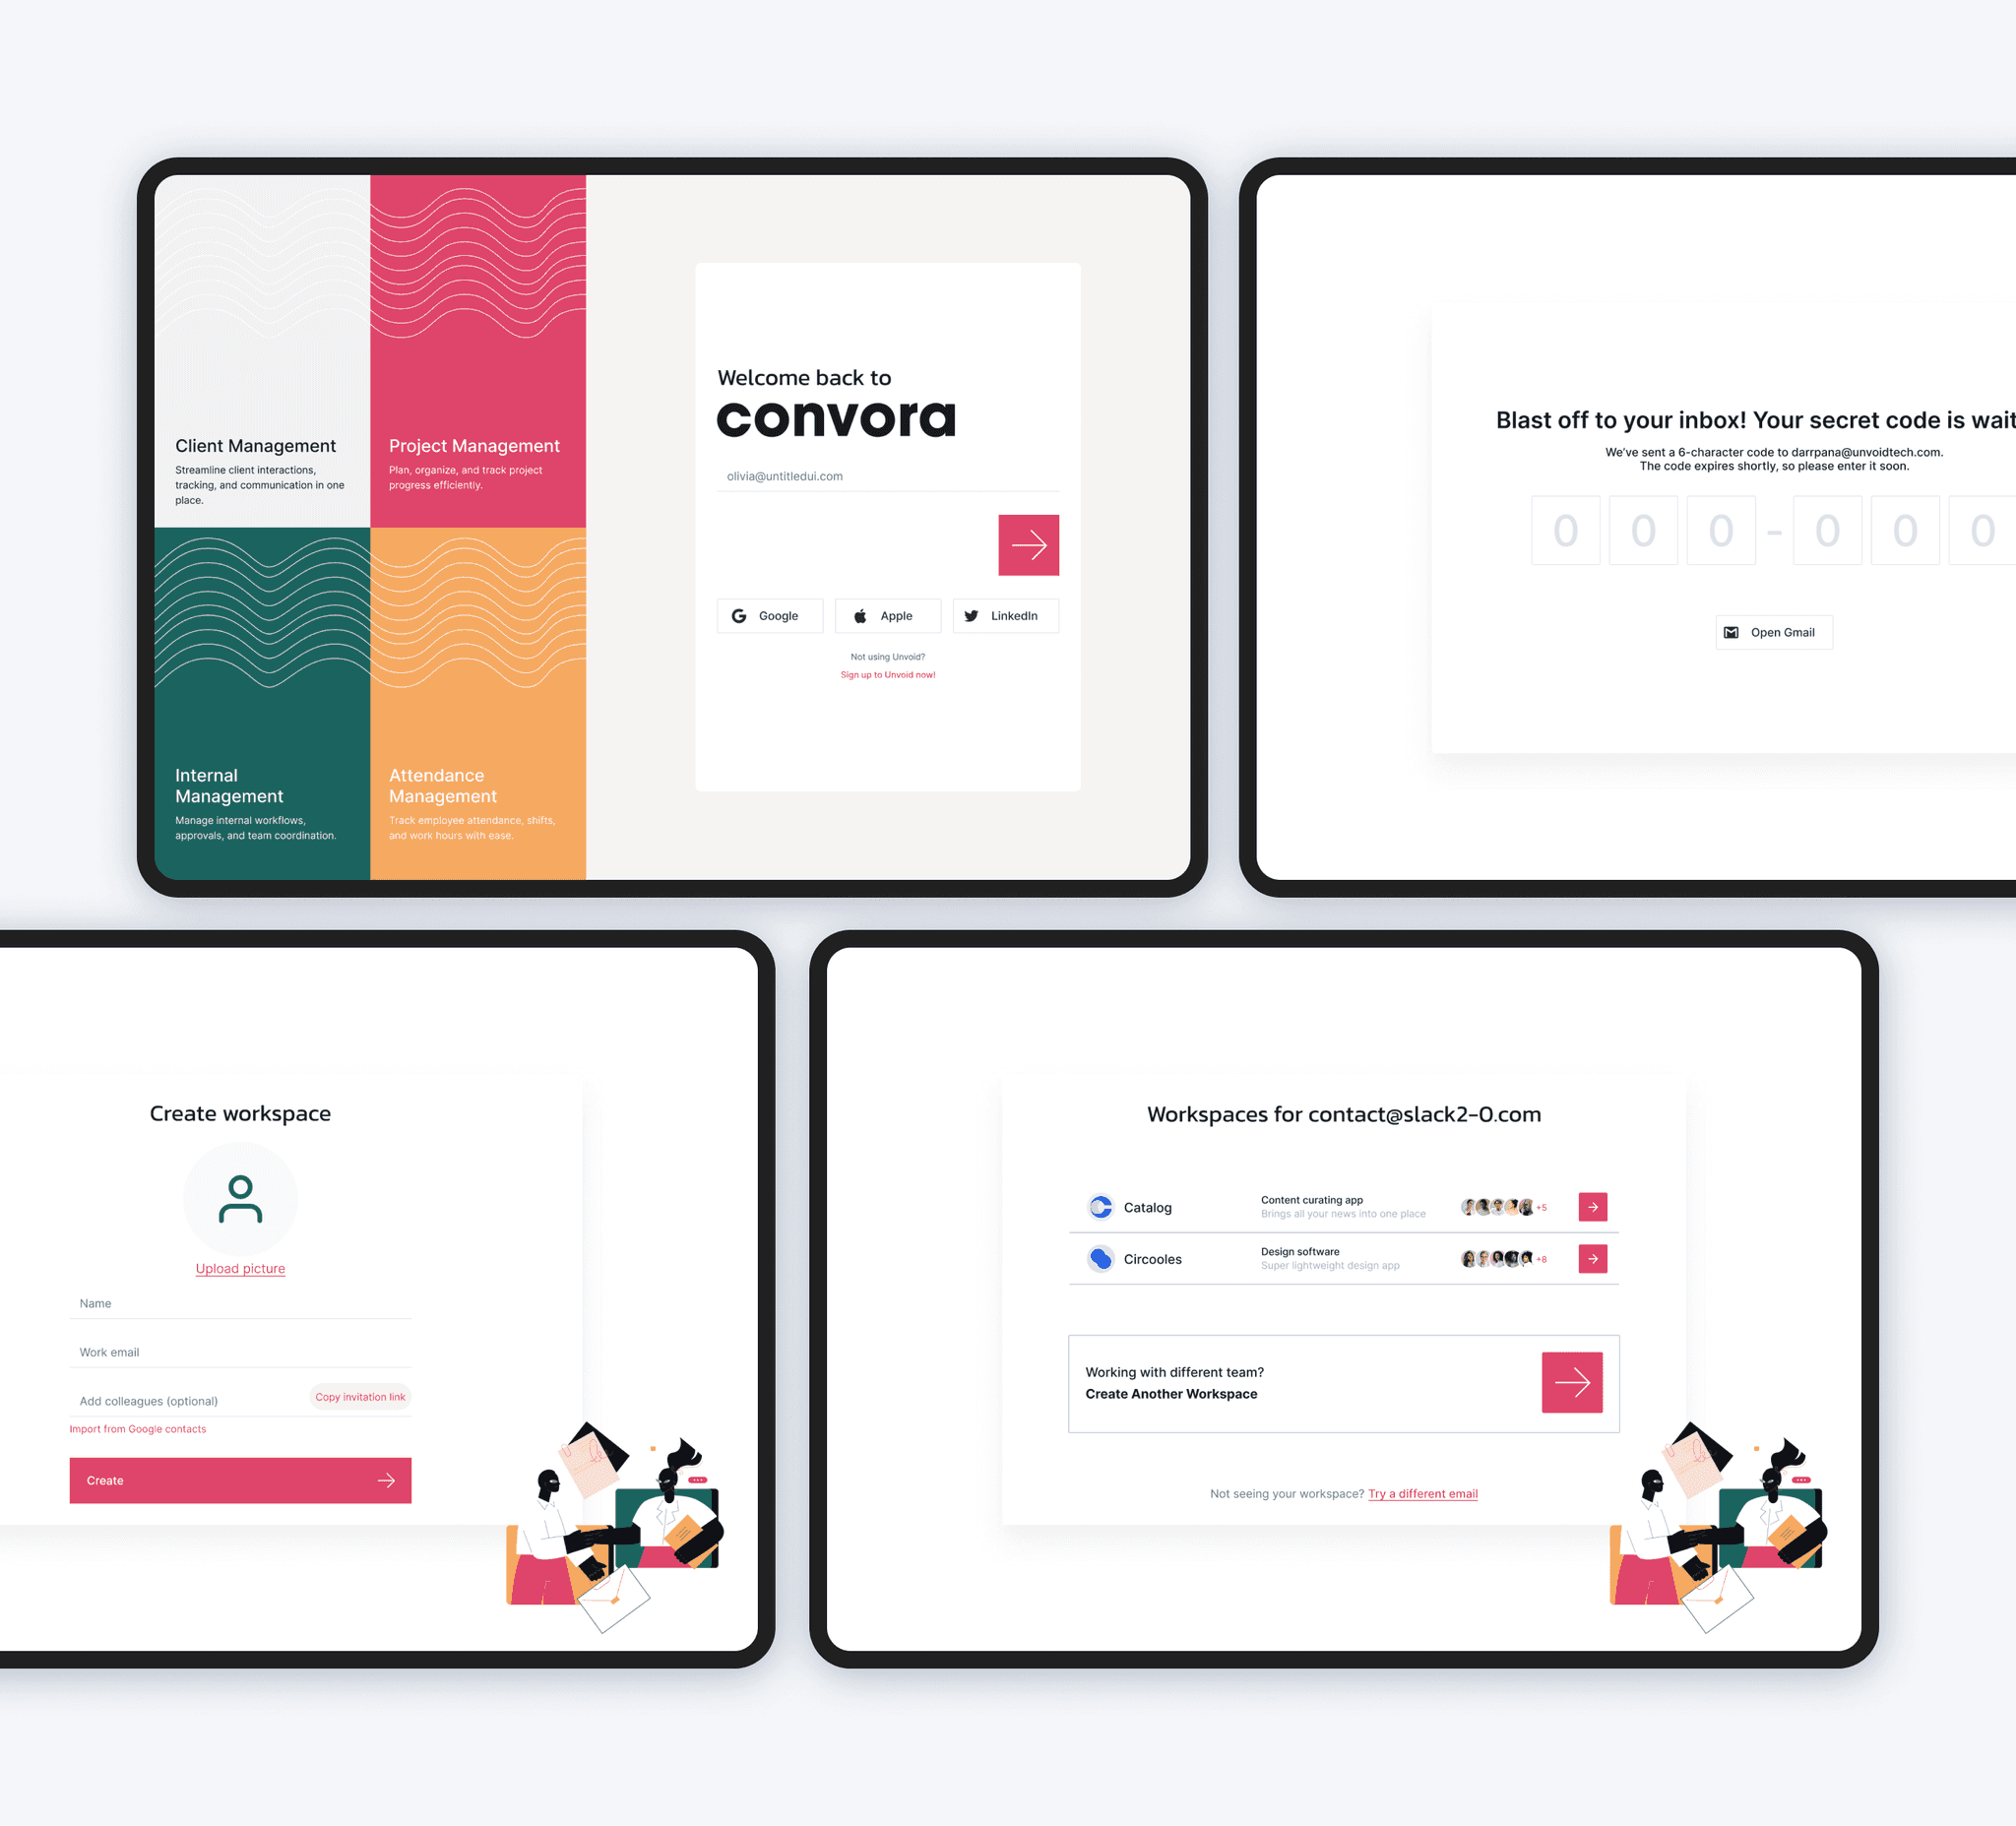 Client Management
Streamline client interactions,
tracking, and communication in one
place.
Project Management
Plan, organize, and track project
progress efficiently.
Internal
Management
Manage internal workflows,
approvals, and team coordination.
Attendance
Management
Track employee attendance, shifts,
and work hours with ease.
Welcome back to
convora
olivia@untitledui.com
Google
Apple
LinkedIn
Not using Unvoid?
Sign up to Unvoid now!
Blast off to your inbox! Your secret code is wait
We've sent a 6-character code to darrpana@unvoidtech.com.
The code expires shortly, so please enter it soon.
0 0 0 - 0 0 0
Open Gmail
Create workspace
Upload picture
Name
Work email
Add colleagues (optional)
Copy invitation link
Import from Google contacts
Create
Workspaces for contact@slack2-0.com
Catalog
Content curating app
Brings all your news into one place
+5
Circooles
Design software
Super lightweight design app
+8
Working with different team?
Create Another Workspace
Not seeing your workspace? Try a different email